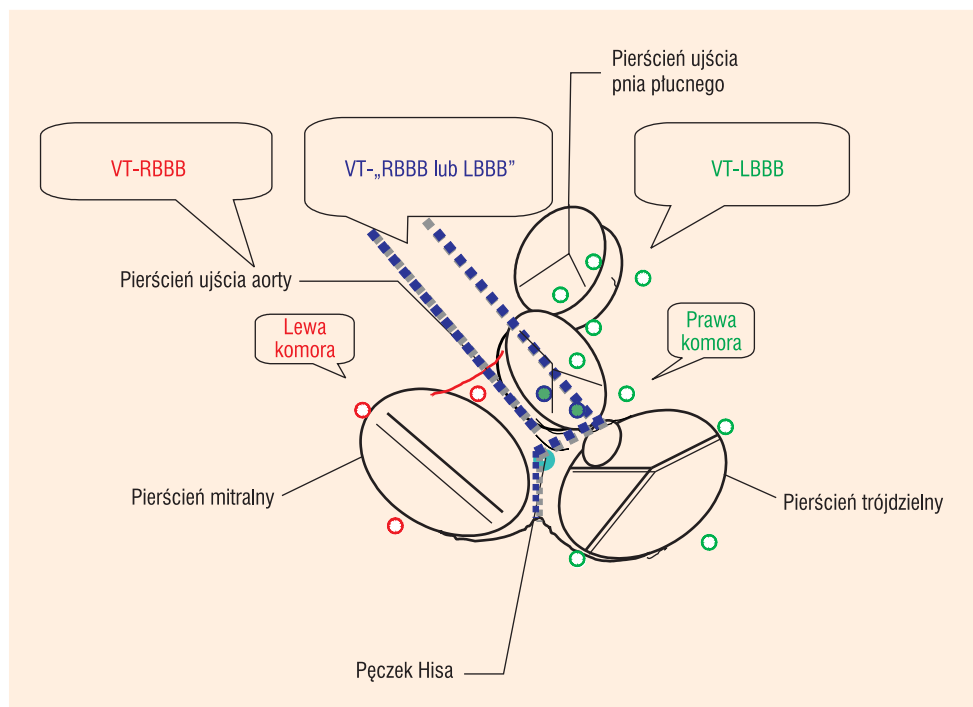 Pierścień ujścia
pnia płucnego
VT-RBBB
VT-„RBBB lub LBBB”
VT-LBBB
Pierścień ujścia aorty
Lewa
komora
Prawa
komora
Pierścień mitralny
Pierścień trójdzielny
Pęczek Hisa